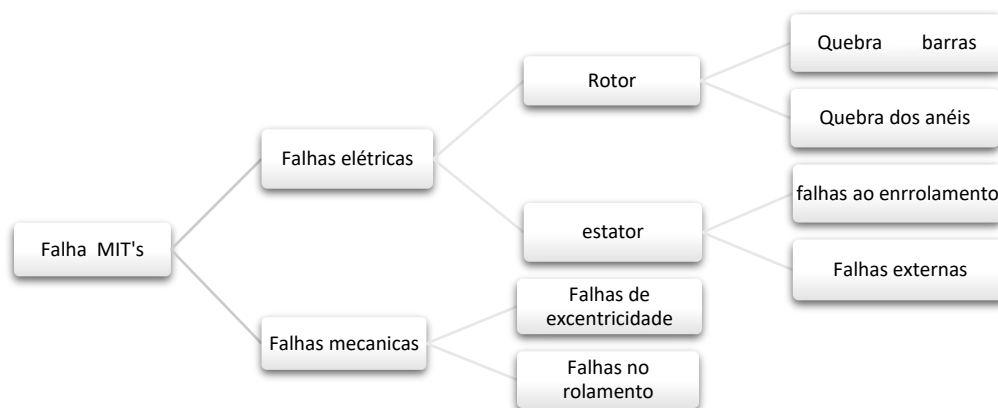 Falha MIT's
Falhas elétricas
Rotor
Quebra barras
Quebra dos anéis
estator
falhas ao enrrolamento
Falhas externas
Falhas mecanicas
Falhas de
excentricidade
Falhas no
rolamento